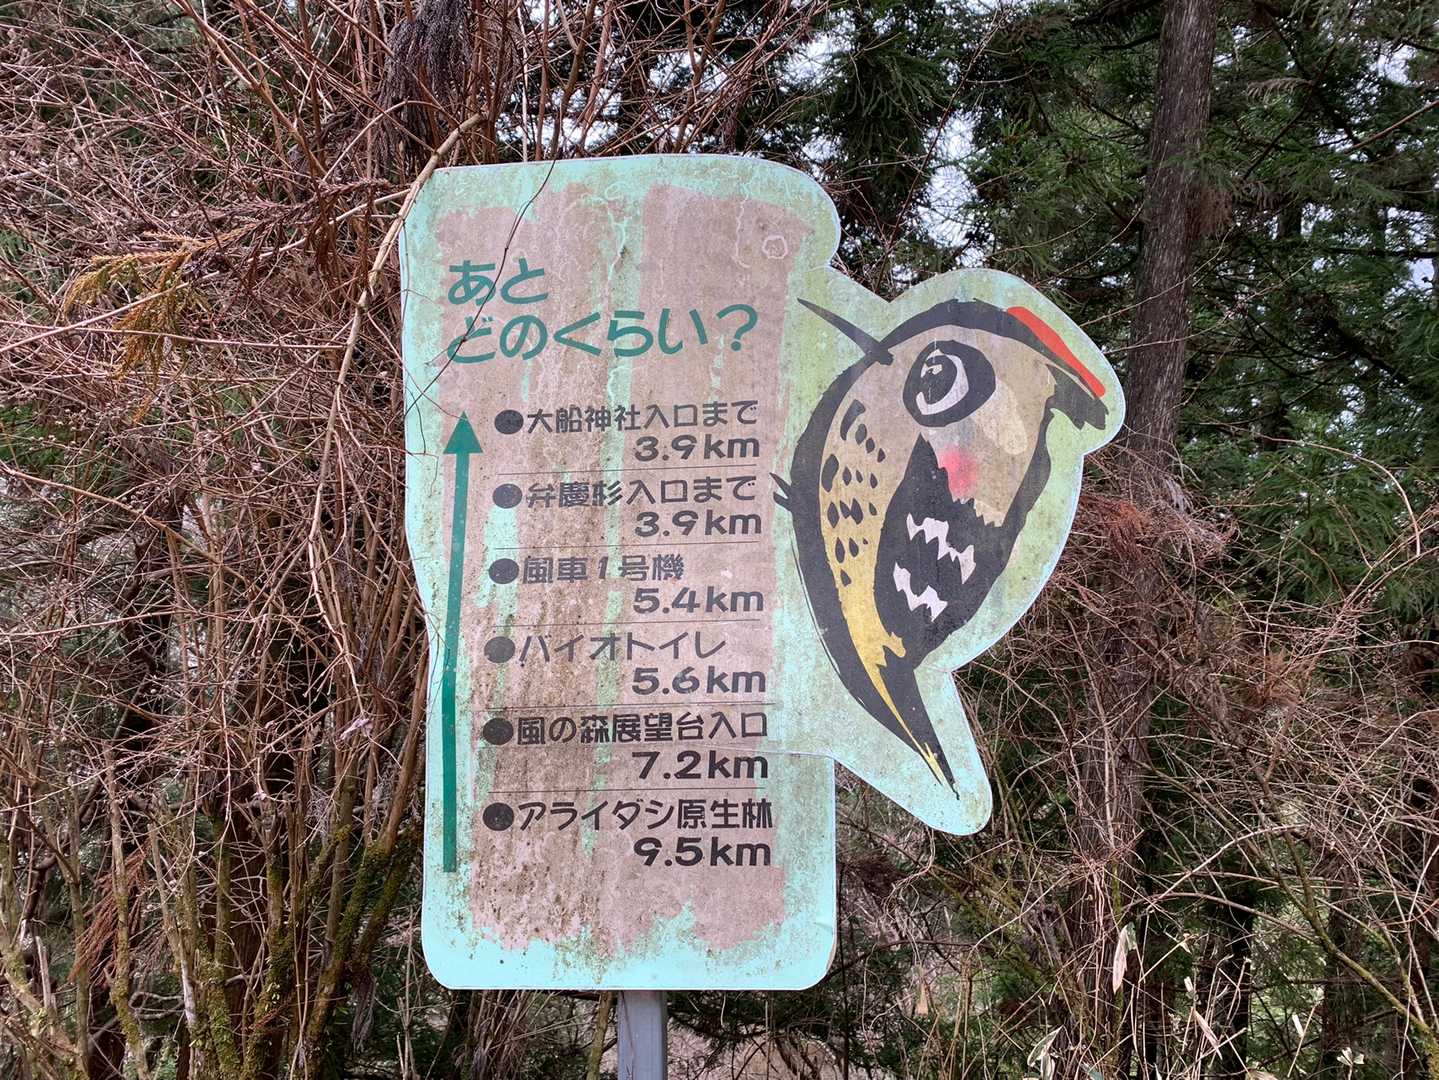 あと
どのくらい？
●大船神社入口まで
3.9km
●弁慶杉入口まで
3.9km
●風車1号機
5.4km
●バイオトイレ
5.6km
●風の森展望台入口
7.2km
●アライダシ原生林
9.5km